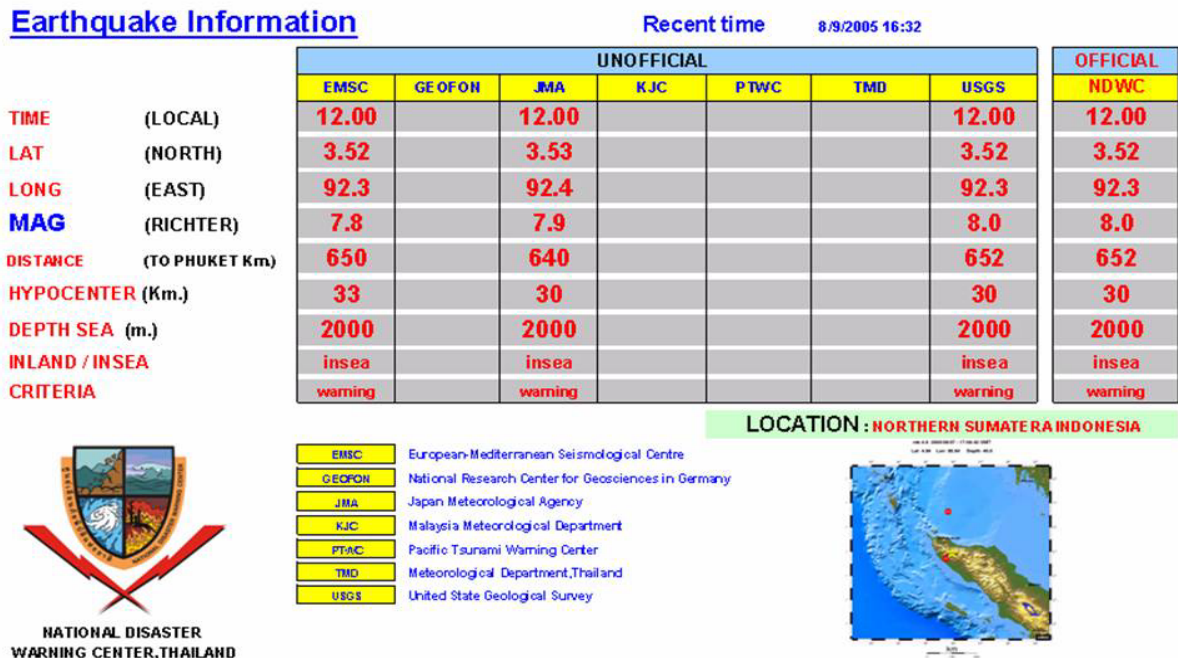 Earthquake Information Recent time 8/9/2005 16:32
UNOFFICIAL OFFICIAL
EMSC GEOFON JMA KJC PTWC TMD USGS NDWC
TIME (LOCAL) 12.00 12.00 12.00 12.00
LAT (NORTH) 3.52 3.53 3.52 3.52
LONG (EAST) 92.3 92.4 92.3 92.3
MAG (RICHTER) 7.8 7.9 8.0 8.0
DISTANCE (TO PHUKET Km.) 650 640 652 652
HYPOCENTER (Km.) 33 30 30 30
DEPTH SEA (m.) 2000 2000 2000 2000
INLAND / INSEA insea insea insea insea
CRITERIA warning warning warning warning
LOCATION : NORTHERN SUMATERA INDONESIA
EMSC European-Mediterranean Seismological Centre
GEOFON National Research Center for Geosciences in Germany
JMA Japan Meteorological Agency
KJC Malaysia Meteorological Department
PTWC Pacific Tsunami Warning Center
TMD Meteorological Department,Thailand
USGS United State Geological Survey
NATIONAL DISASTER WARNING CENTER
NATIONAL DISASTER
WARNING CENTER,THAILAND
km